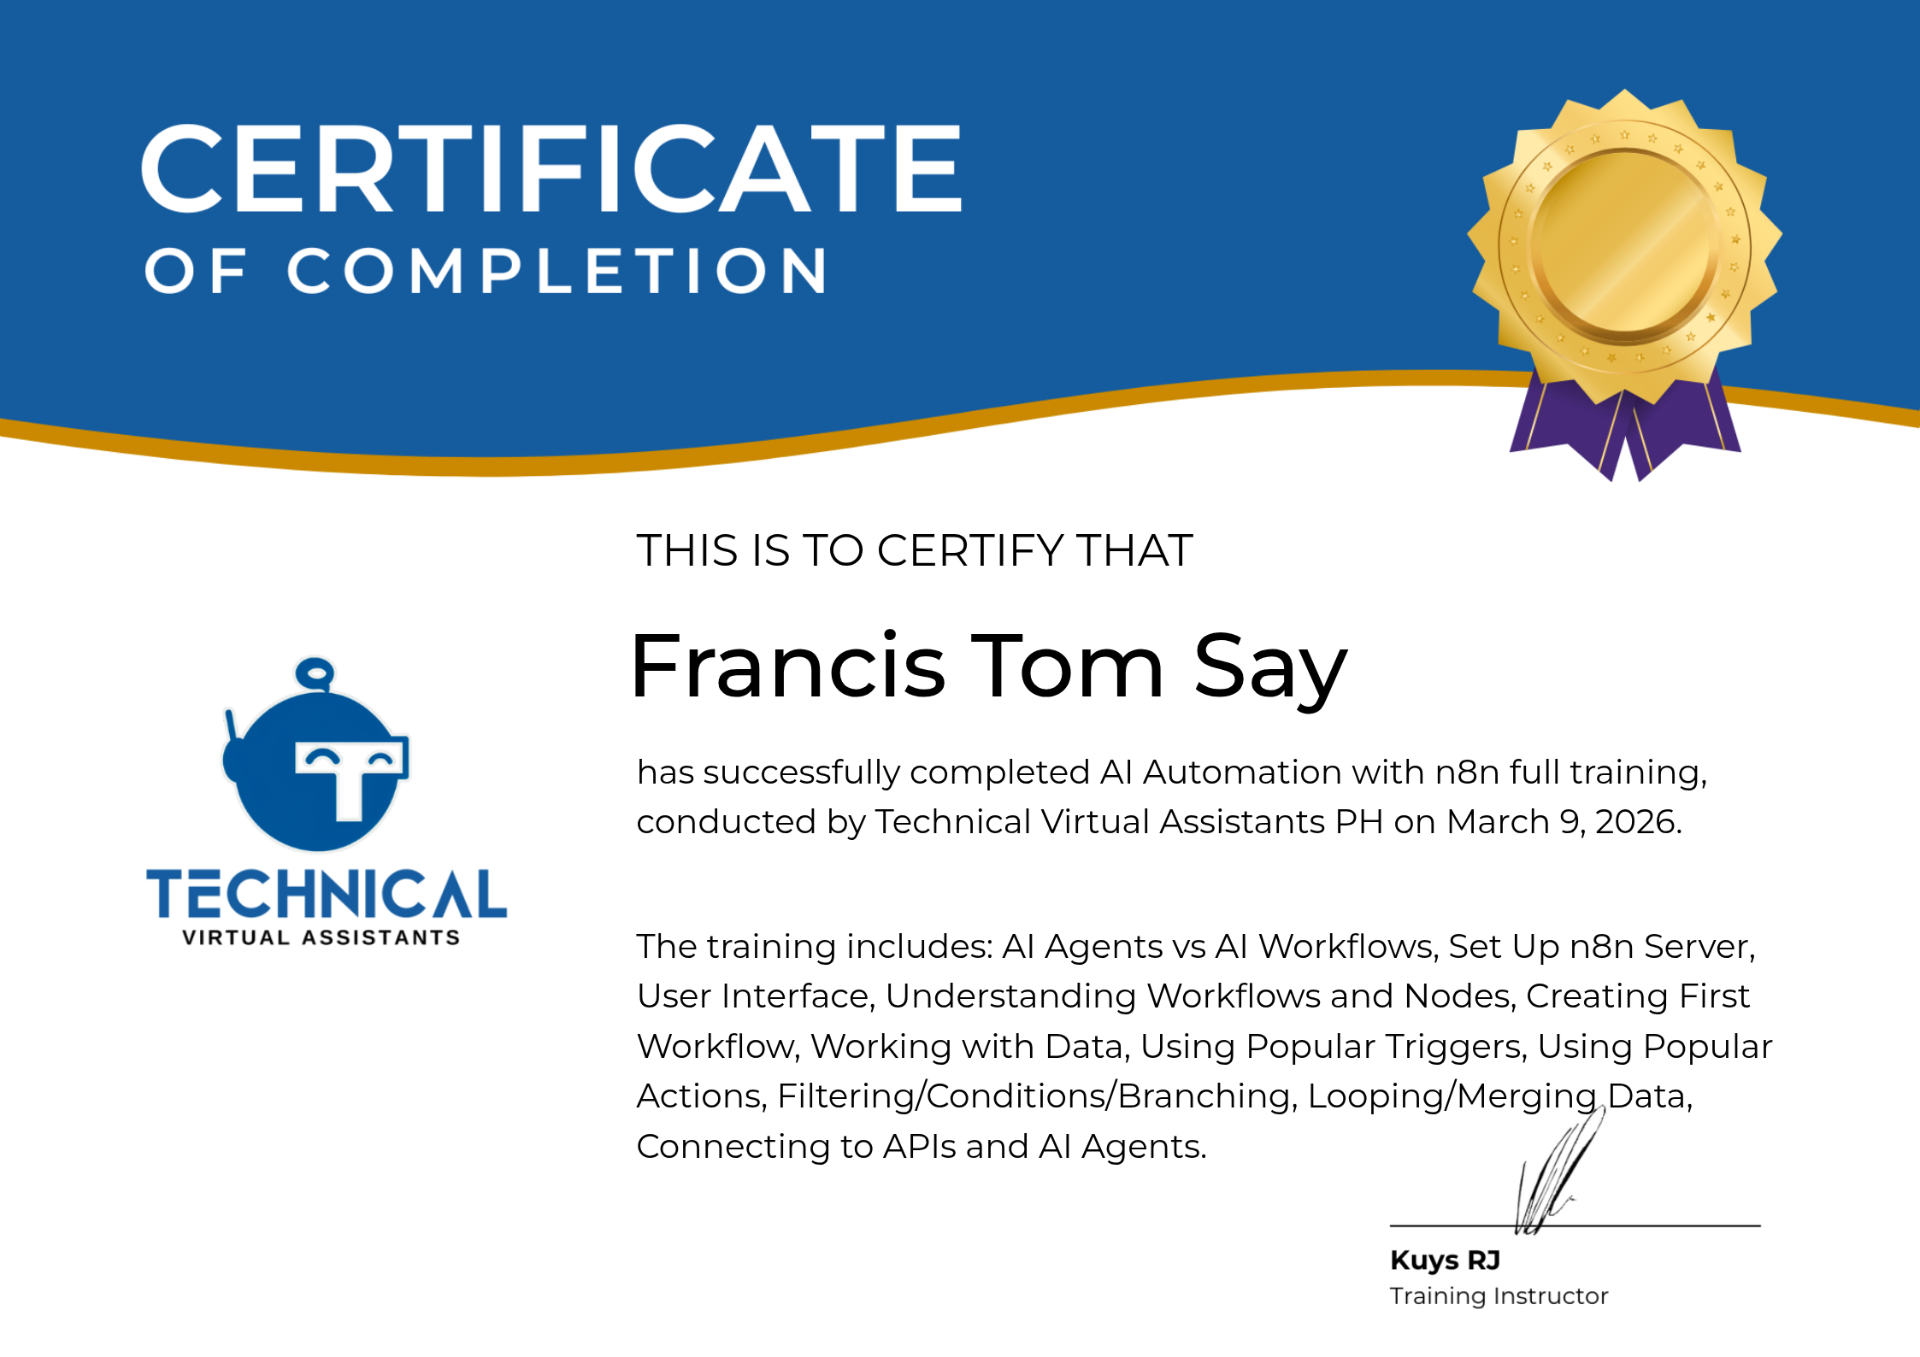 CERTIFICATE
OF COMPLETION
THIS IS TO CERTIFY THAT
Francis Tom Say
has successfully completed AI Automation with n8n full training,
conducted by Technical Virtual Assistants PH on March 9, 2026.
TECHNICAL
VIRTUAL ASSISTANTS
The training includes: AI Agents vs AI Workflows, Set Up n8n Server,
User Interface, Understanding Workflows and Nodes, Creating First
Workflow, Working with Data, Using Popular Triggers, Using Popular
Actions, Filtering/Conditions/Branching, Looping/Merging Data,
Connecting to APIs and AI Agents.
Kuys RJ
Training Instructor